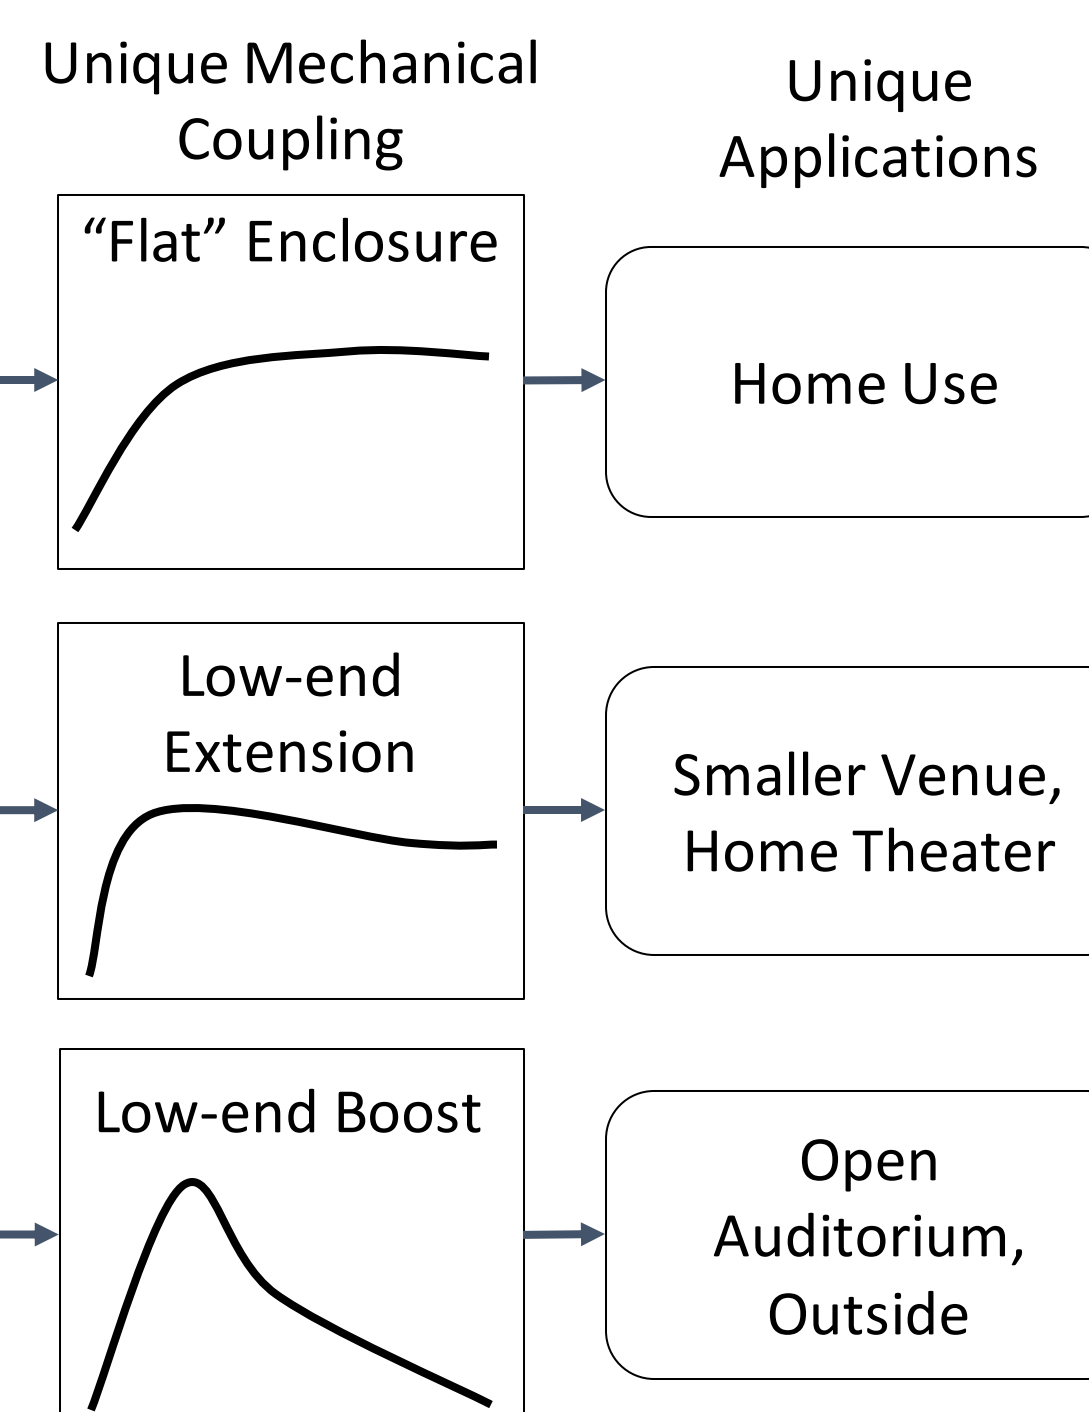 Unique Mechanical
Coupling
Unique
Applications
“Flat” Enclosure
Home Use
Low-end
Extension
Smaller Venue,
Home Theater
Low-end Boost
Open
Auditorium,
Outside